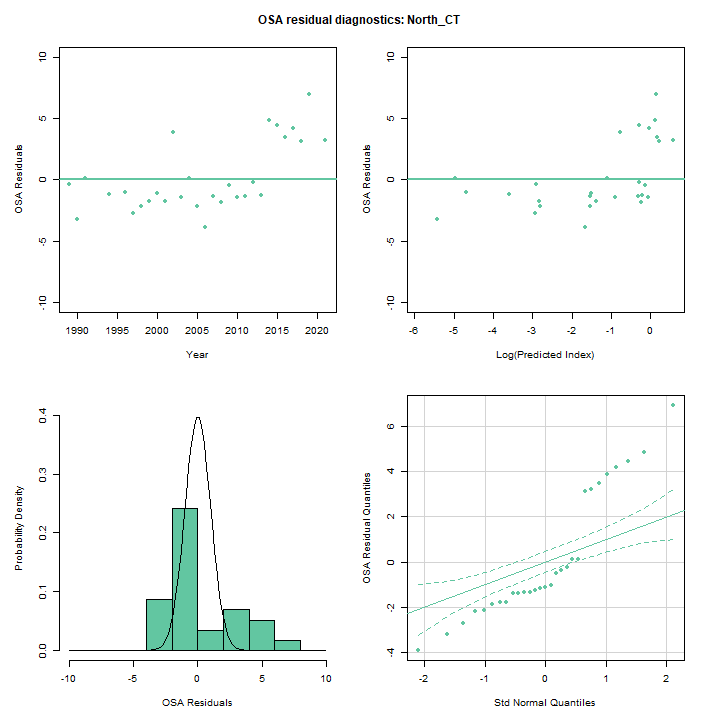 OSA residual diagnostics: North_CT
OSA Residuals
10
5
0
-5
-10
1990 1995 2000 2005 2010 2015 2020
Year
OSA Residuals
10
5
0
-5
-10
-6 -5 -4 -3 -2 -1 0
Log(Predicted Index)
Probability Density
0.4
0.3
0.2
0.1
0.0
-10 -5 0 5 10
OSA Residuals
OSA Residual Quantiles
6
4
2
0
-2
-4
-2 -1 0 1 2
Std Normal Quantiles